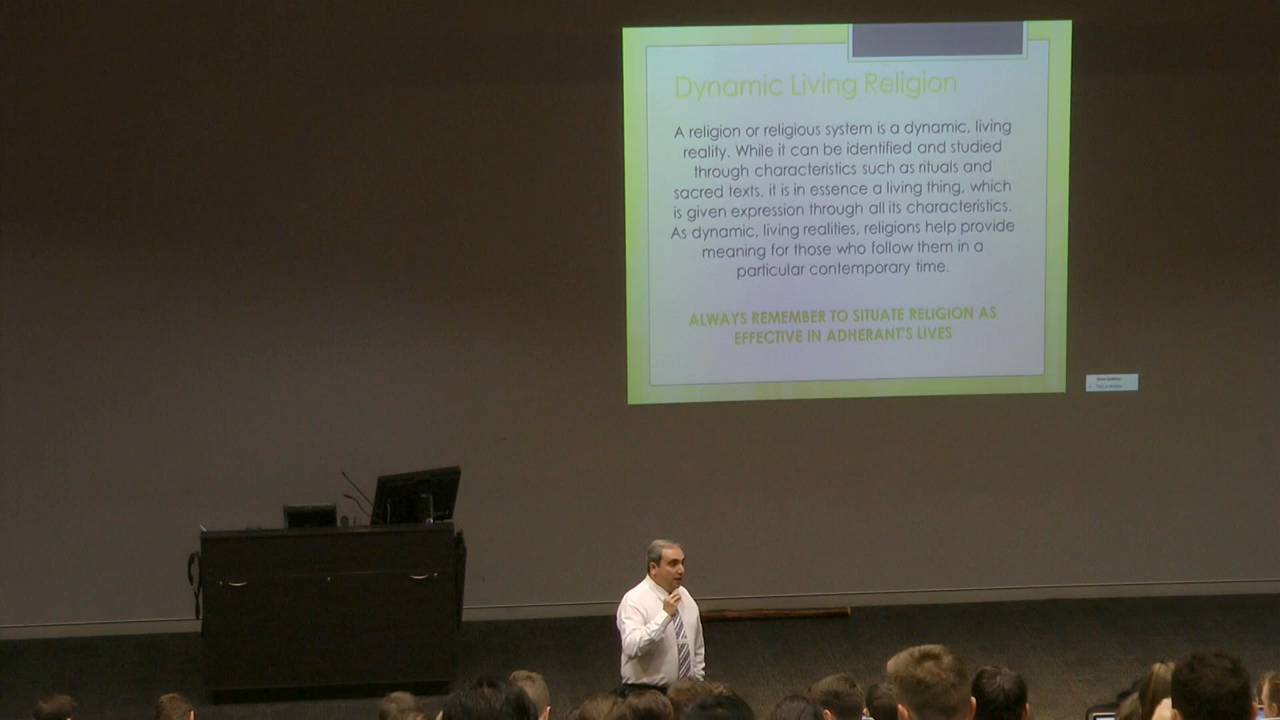 Dynamic Living Religion
A religion or religious system is a dynamic, living
reality. While it can be identified and studied
through characteristics such as rituals and
sacred texts, it is in essence a living thing, which
is given expression through all its characteristics.
As dynamic, living realities, religions help provide
meaning for those who follow them in a
particular contemporary time.
ALWAYS REMEMBER TO SITUATE RELIGION AS
EFFECTIVE IN ADHERANT'S LIVES